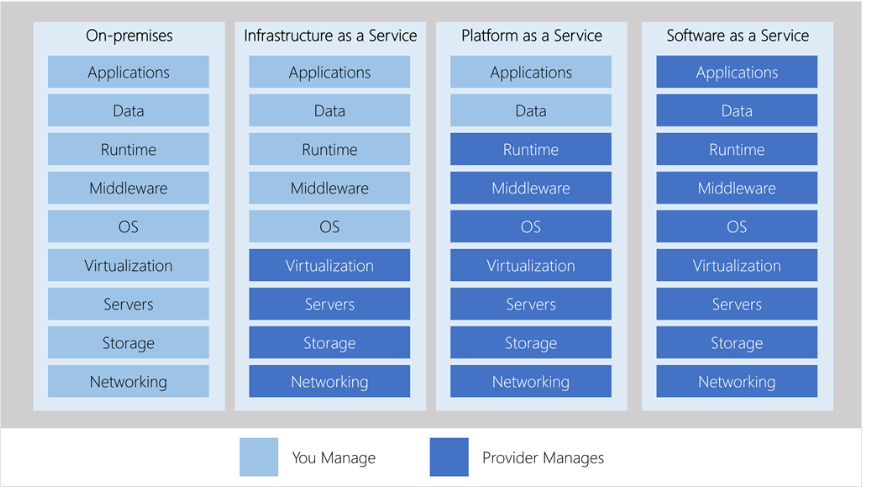 On-premises
Applications
Data
Runtime
Middleware
OS
Virtualization
Servers
Storage
Networking
Infrastructure as a Service
Applications
Data
Runtime
Middleware
OS
Virtualization
Servers
Storage
Networking
Platform as a Service
Applications
Data
Runtime
Middleware
OS
Virtualization
Servers
Storage
Networking
Software as a Service
Applications
Data
Runtime
Middleware
OS
Virtualization
Servers
Storage
Networking
You Manage
Provider Manages